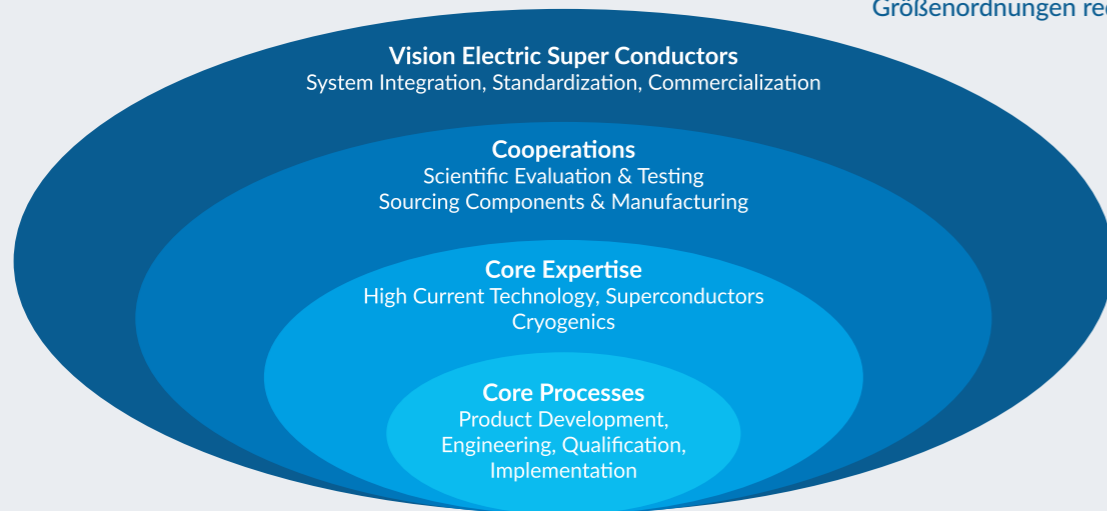 Größenordnungen
Vision Electric Super Conductors
System Integration, Standardization, Commercialization
Cooperations
Scientific Evaluation & Testing
Sourcing Components & Manufacturing
Core Expertise
High Current Technology, Superconductors
Cryogenics
Core Processes
Product Development,
Engineering, Qualification,
Implementation